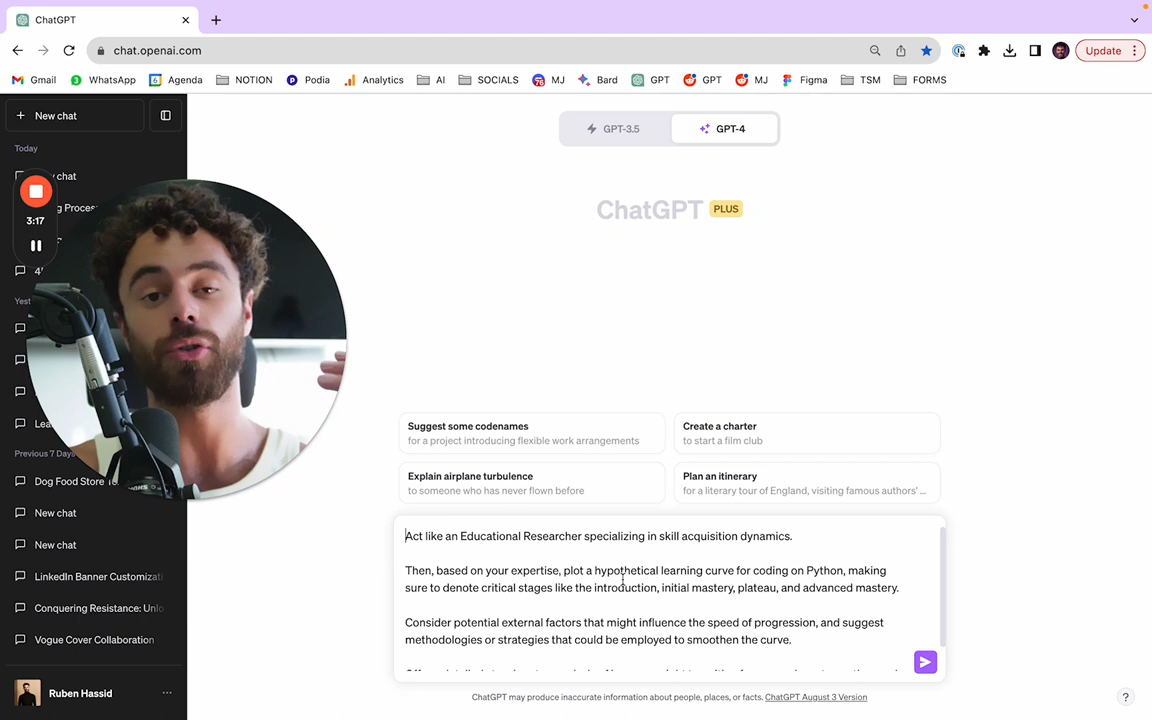 ChatGPT
chat.openai.com
Update
Gmail
WhatsApp
Agenda
NOTION
Podia
Analytics
AI
SOCIALS
MJ
Bard
GPT
GPT
MJ
Figma
TSM
FORMS
New chat
Today
chat
3:17
GPT-3.5
GPT-4
ChatGPT PLUS
Previous 7 Days
Dog Food Store
New chat
New chat
LinkedIn Banner Customizati
Conquering Resistance: Unlo
Vogue Cover Collaboration
Ruben Hassid
Suggest some codenames
for a project introducing flexible work arrangements
Create a charter
to start a film club
Explain airplane turbulence
to someone who has never flown before
Plan an itinerary
for a literary tour of England, visiting famous authors' ...
Act like an Educational Researcher specializing in skill acquisition dynamics.
Then, based on your expertise, plot a hypothetical learning curve for coding on Python, making
sure to denote critical stages like the introduction, initial mastery, plateau, and advanced mastery.
Consider potential external factors that might influence the speed of progression, and suggest
methodologies or strategies that could be employed to smoothen the curve.
ChatGPT may produce inaccurate information about people, places, or facts. ChatGPT August 3 Version
?